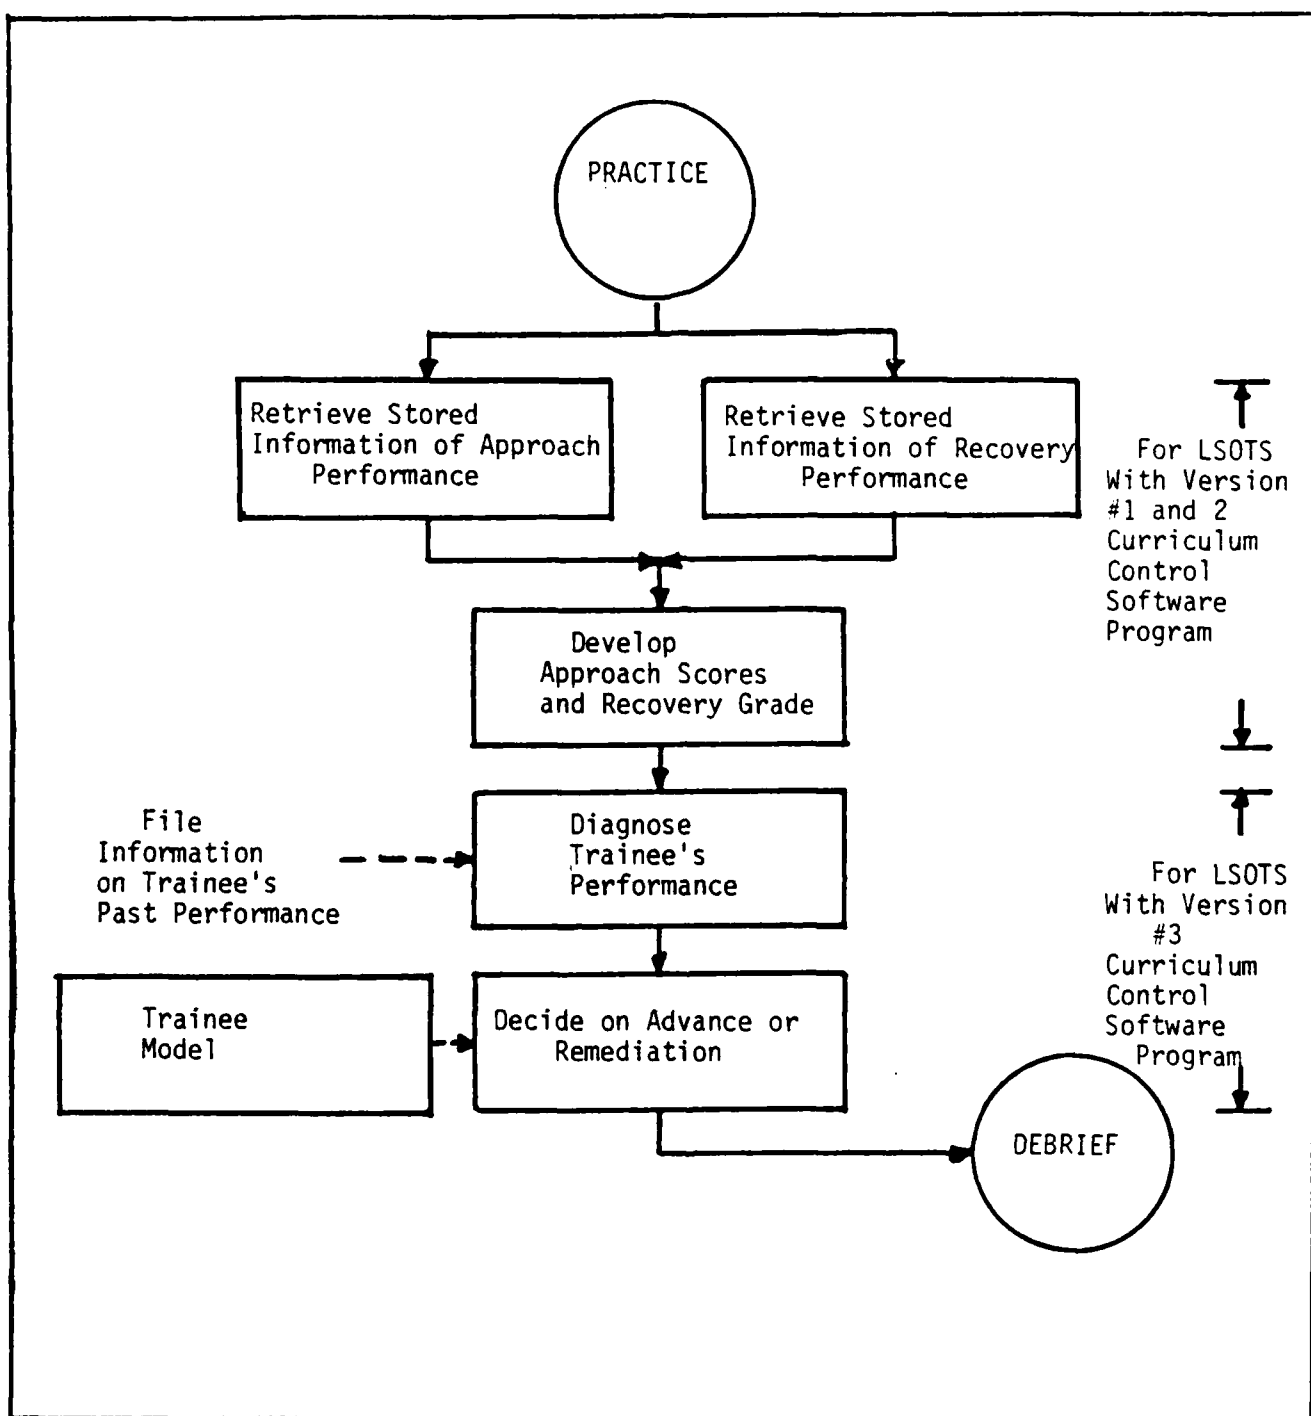 PRACTICE
Retrieve Stored
Information of Approach
Performance
Retrieve Stored
Information of Recovery
Performance
For LSOTS
With Version
#1 and 2
Curriculum
Control
Software
Program
Develop
Approach Scores
and Recovery Grade
File
Information
on Trainee's
Past Performance
Diagnose
Trainee's
Performance
For LSOTS
With Version
#3
Curriculum
Control
Software
Program
Trainee
Model
Decide on Advance or
Remediation
DEBRIEF